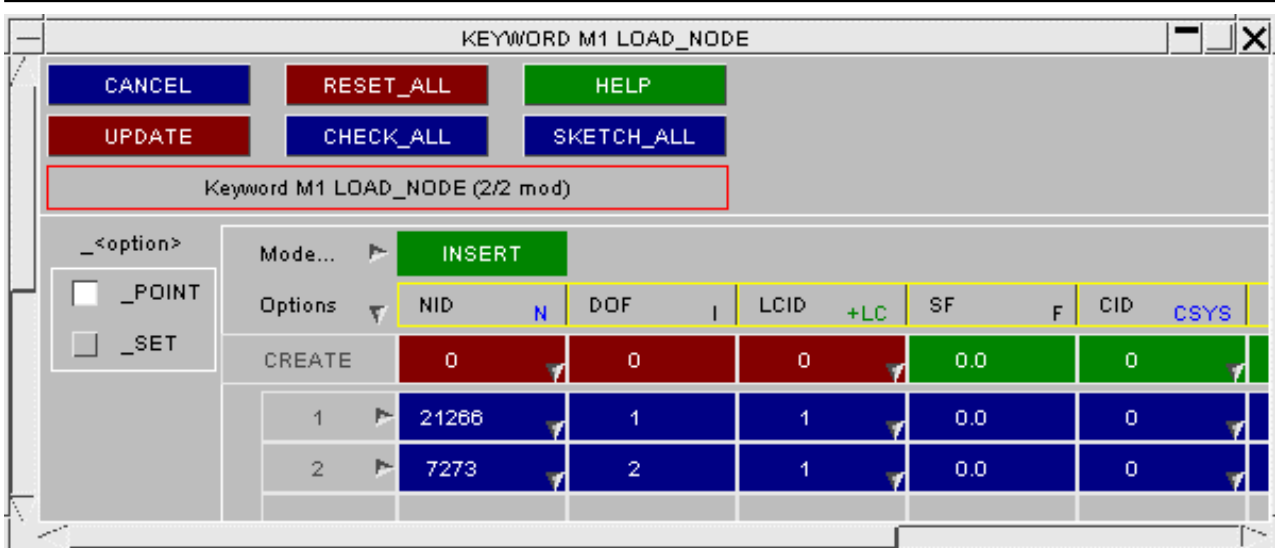 KEYWORD M1 LOAD_NODE
CANCEL RESET_ALL HELP
UPDATE CHECK_ALL SKETCH_ALL
Keyword M1 LOAD_NODE (2/2 mod)
_<option>
_POINT
_SET
Mode... INSERT
Options NID N DOF I LCID +LC SF F CID CSYS
CREATE 0 0 0 0.0 0
1 21266 1 1 0.0 0
2 7273 2 1 0.0 0